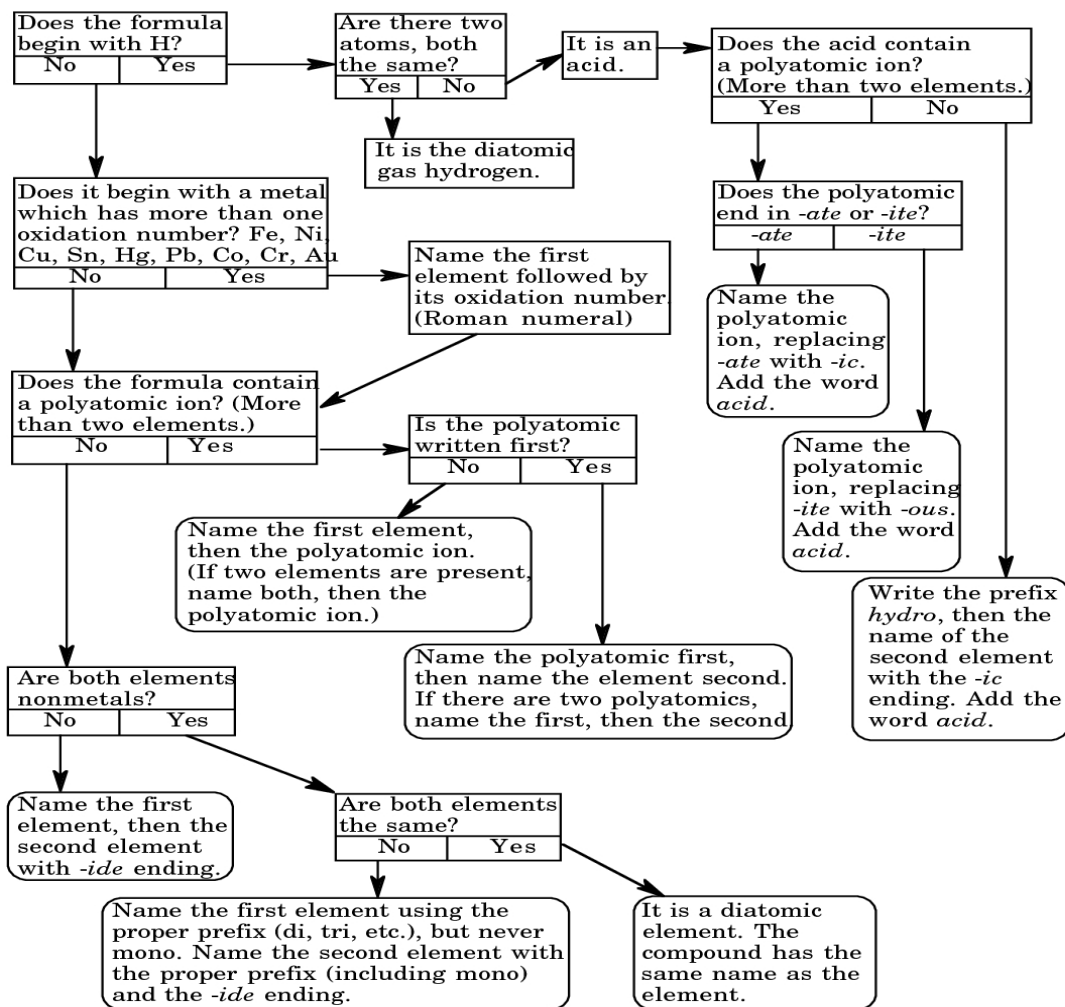 Does the formula
begin with H?
No
Yes
Are there two
atoms, both
the same?
Yes
No
It is an
acid.
Does the acid contain
a polyatomic ion?
(More than two elements.)
Yes
No
It is the diatomic
gas hydrogen.
Does it begin with a metal
which has more than one
oxidation number? Fe, Ni,
Cu, Sn, Hg, Pb, Co, Cr, Au
No
Yes
Name the first
element followed by
its oxidation number.
(Roman numeral)
Does the polyatomic
end in -ate or -ite?
-ate
-ite
Name the
polyatomic
ion, replacing
-ate with -ic.
Add the word
acid.
Does the formula contain
a polyatomic ion? (More
than two elements.)
No
Yes
Is the polyatomic
written first?
No
Yes
Name the
polyatomic
ion, replacing
-ite with -ous.
Add the word
acid.
Name the first element,
then the polyatomic ion.
(If two elements are present,
name both, then the
polyatomic ion.)
Write the prefix
hydro, then the
name of the
second element
with the -ic
ending. Add the
word acid.
Name the polyatomic first,
then name the element second.
If there are two polyatomics,
name the first, then the second.
Are both elements
nonmetals?
No
Yes
Name the first
element, then the
second element
with -ide ending.
Are both elements
the same?
No
Yes
Name the first element using the
proper prefix (di, tri, etc.), but never
mono. Name the second element with
the proper prefix (including mono)
and the -ide ending.
It is a diatomic
element. The
compound has the
same name as the
element.